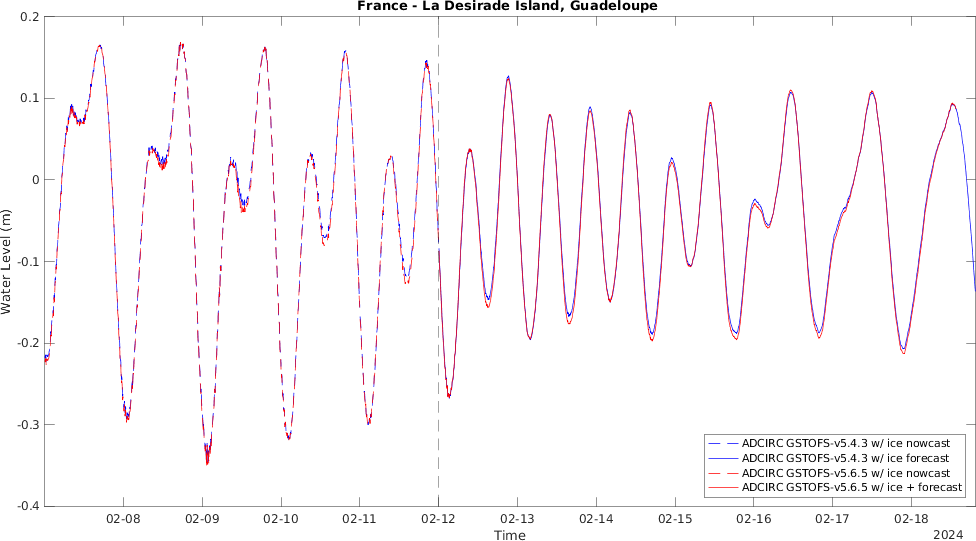 France - La Desirade Island, Guadeloupe
0.2
0.1
0
-0.1
-0.2
-0.3
-0.4
Water Level (m)
ADCIRC GSTOFS-v5.4.3 w/ ice nowcast
ADCIRC GSTOFS-v5.4.3 w/ ice forecast
ADCIRC GSTOFS-v5.6.5 w/ ice nowcast
ADCIRC GSTOFS-v5.6.5 w/ ice + forecast
02-08 02-09 02-10 02-11 02-12 02-13 02-14 02-15 02-16 02-17 02-18
Time
2024